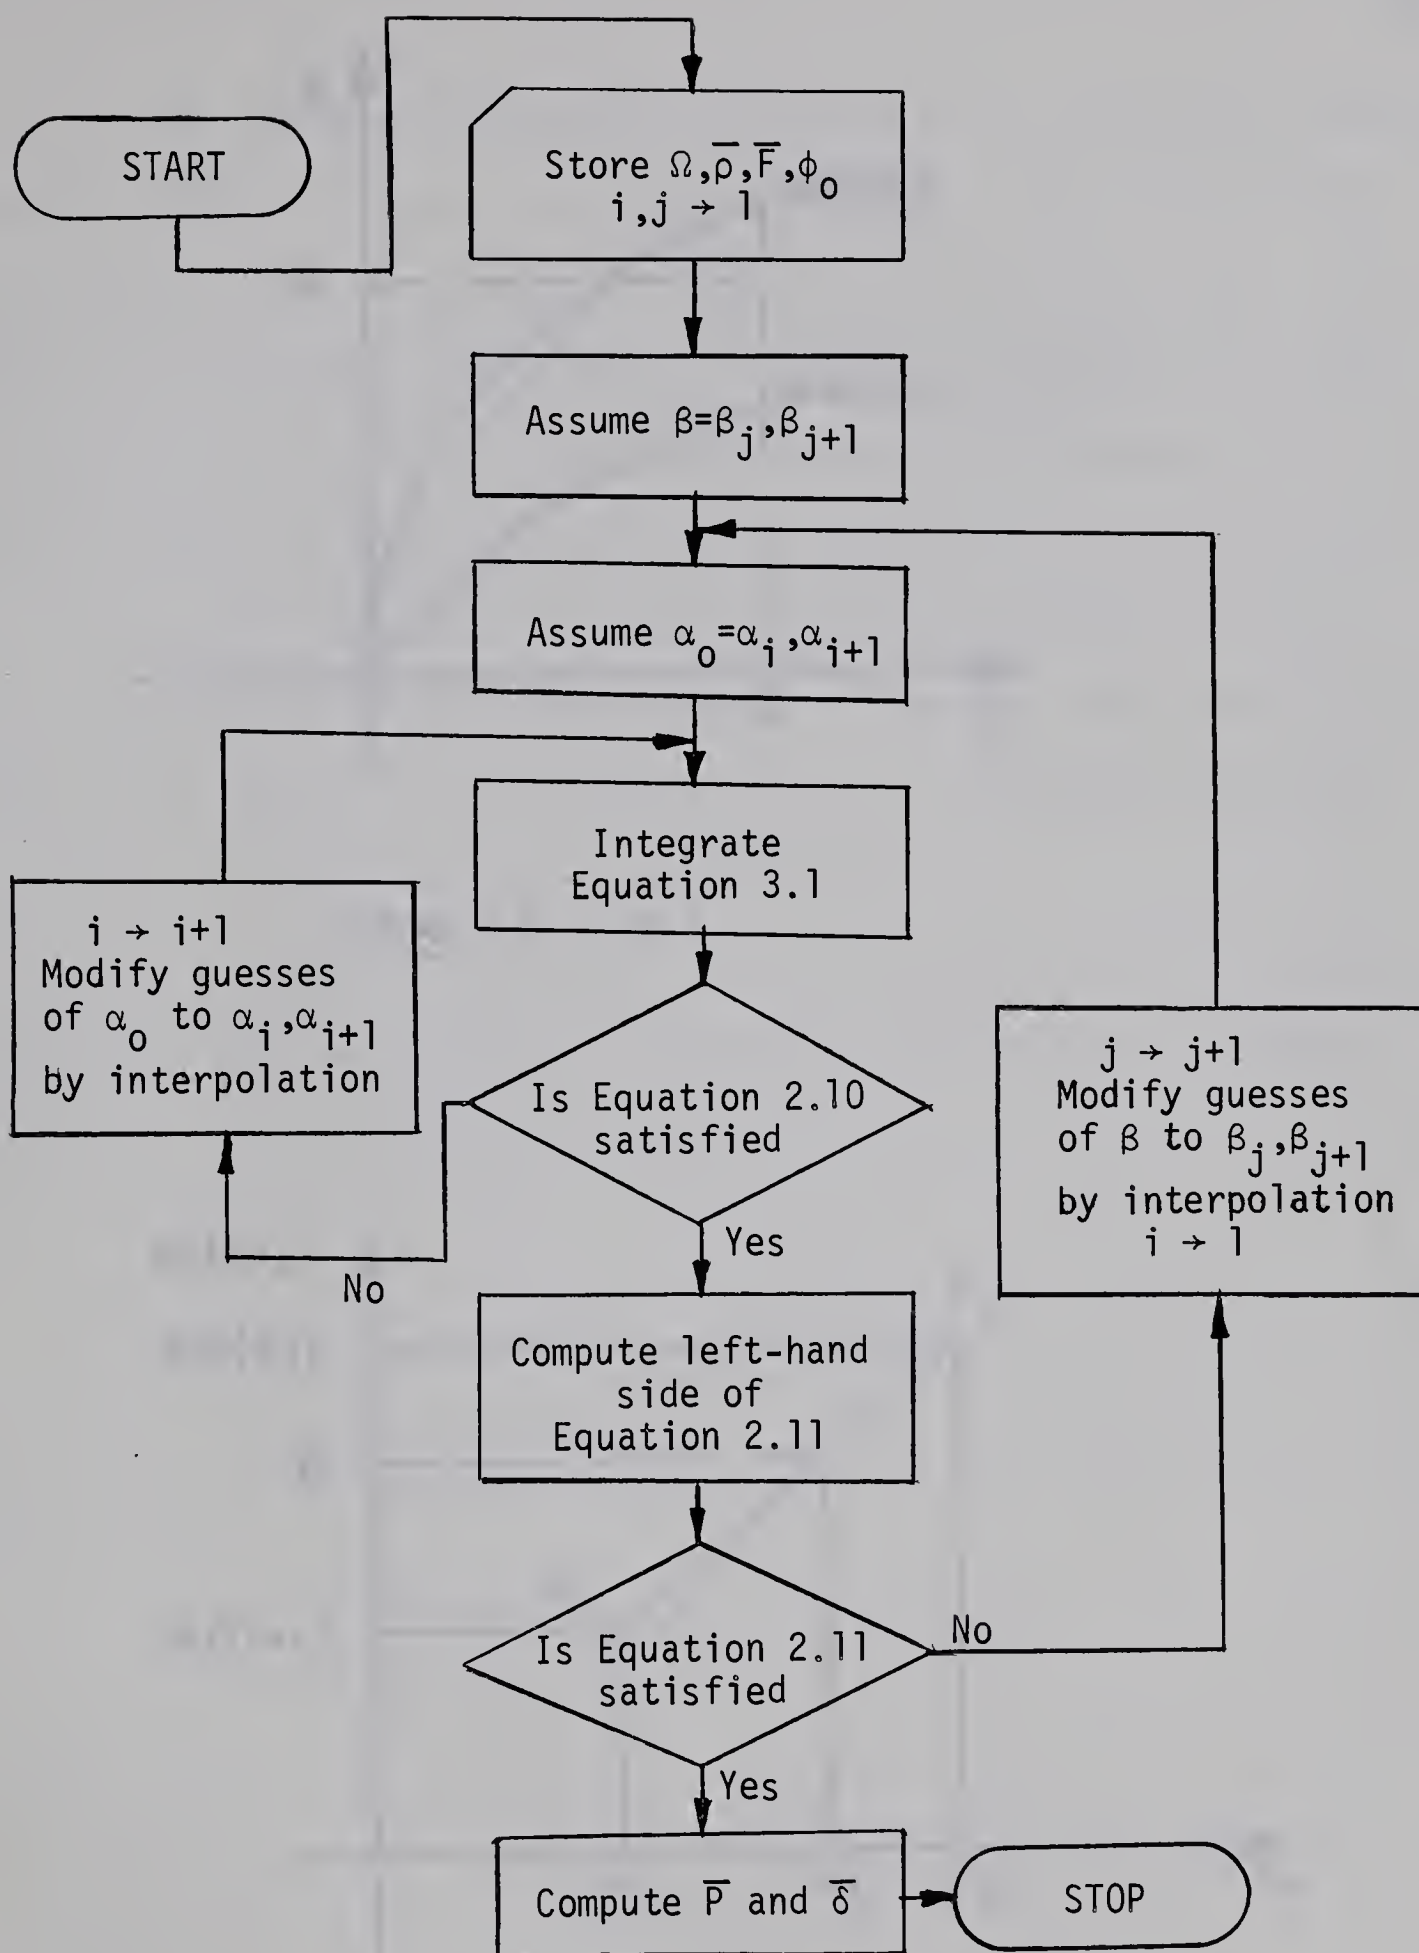 START
Store Ω,ρ̅,F̅,ϕₒ
i,j → 1
Assume β=βⱼ,βⱼ₊₁
Assume αₒ=αᵢ,αᵢ₊₁
Integrate
Equation 3.1
i → i+1
Modify guesses
of αₒ to αᵢ,αᵢ₊₁
by interpolation
Is Equation 2.10
satisfied
No
Yes
j → j+1
Modify guesses
of β to βⱼ,βⱼ₊₁
by interpolation
i → 1
Compute left-hand
side of
Equation 2.11
Is Equation 2.11
satisfied
No
Yes
Compute P̅ and δ̅
STOP